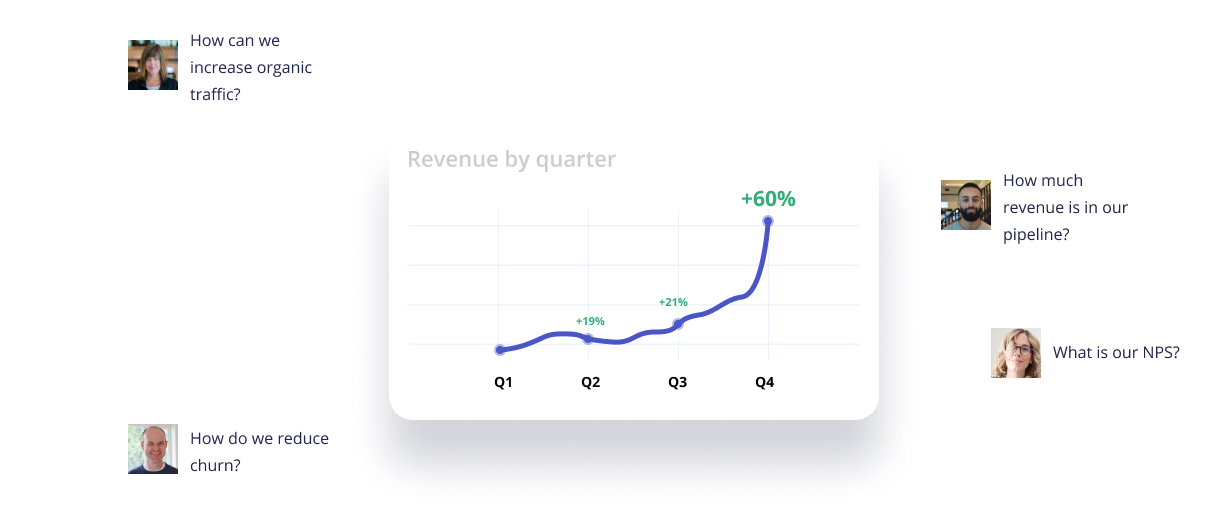 How can we
increase organic
traffic?
Revenue by quarter
+60%
How much
revenue is in our
pipeline?
+21%
+19%
What is our NPS?
Q1 Q2 Q3 Q4
How do we reduce
churn?